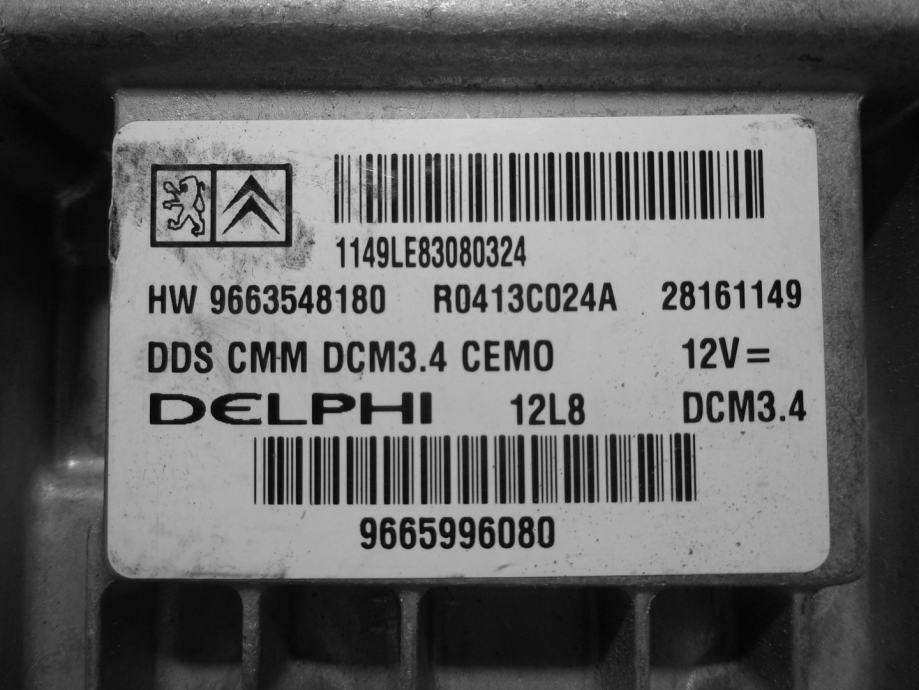 1149LE83080324
HW 9663548180 R0413C024A 28161149
DDS CMM DCM3.4 CEMO 12V=
DELPHI 12L8 DCM3.4
9665996080